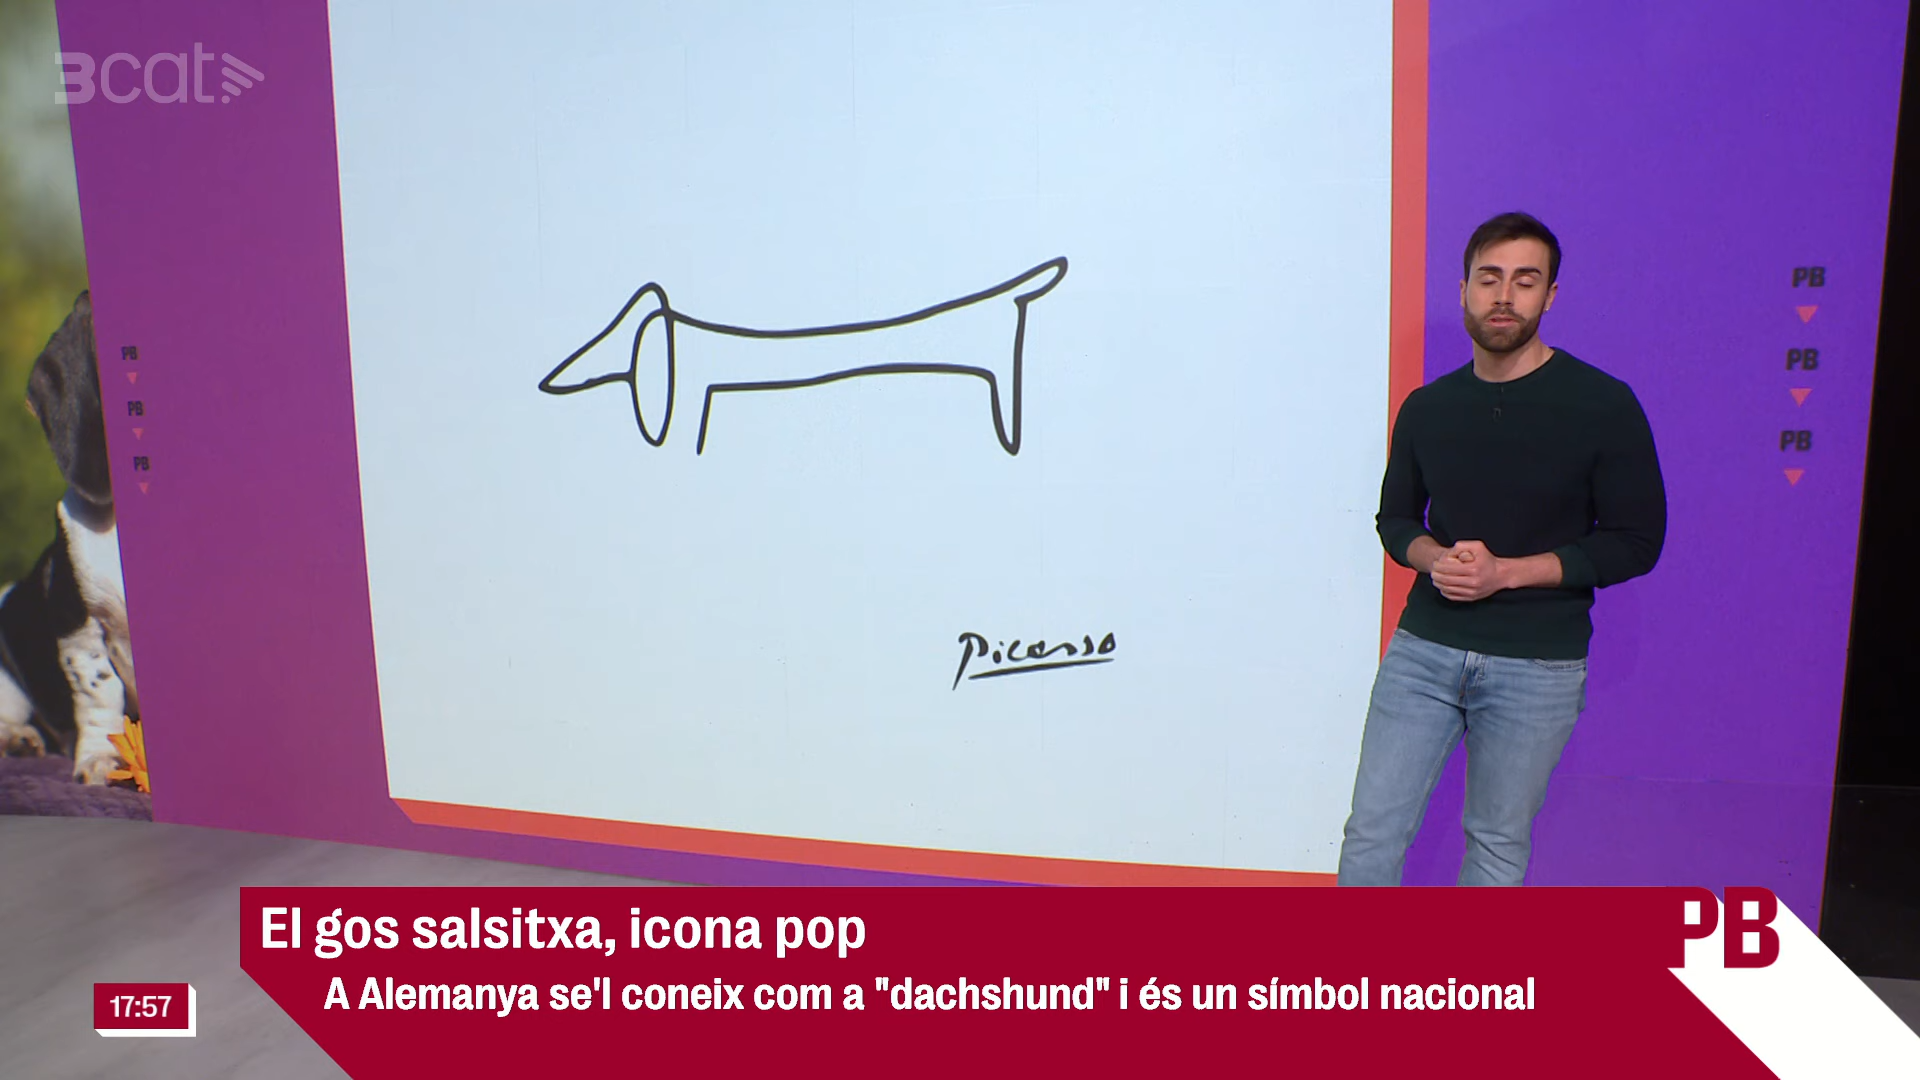 3cat
PB
PB
PB
PB
PB
PB
Picasso
El gos salsitxa, icona pop
PB
A Alemanya se'l coneix com a "dachshund" i és un símbol nacional
17:57